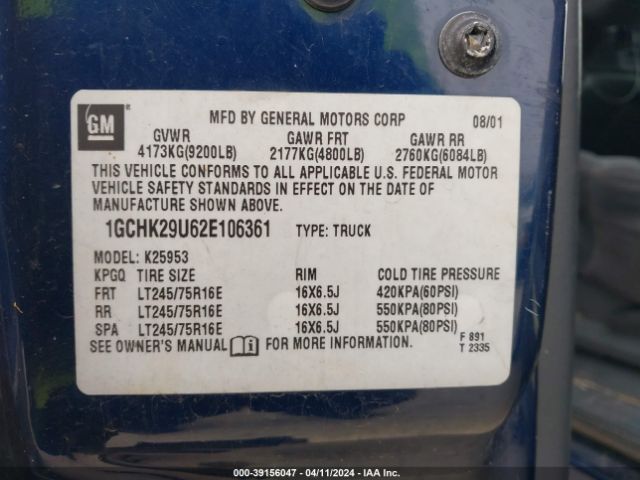 GM
MFD BY GENERAL MOTORS CORP 08/01
GVWR GAWR FRT GAWR RR
4173KG(9200LB) 2177KG(4800LB) 2760KG(6084LB)
THIS VEHICLE CONFORMS TO ALL APPLICABLE U.S. FEDERAL MOTOR
VEHICLE SAFETY STANDARDS IN EFFECT ON THE DATE OF
MANUFACTURE SHOWN ABOVE.
1GCHK29U62E106361 TYPE: TRUCK
MODEL: K25953
KPGQ TIRE SIZE RIM COLD TIRE PRESSURE
FRT LT245/75R16E 16X6.5J 420KPA(60PSI)
RR LT245/75R16E 16X6.5J 550KPA(80PSI)
SPA LT245/75R16E 16X6.5J 550KPA(80PSI)
SEE OWNER'S MANUAL i FOR MORE INFORMATION.
F 891
T 2335
000-39156047 - 04/11/2024 - IAA Inc.